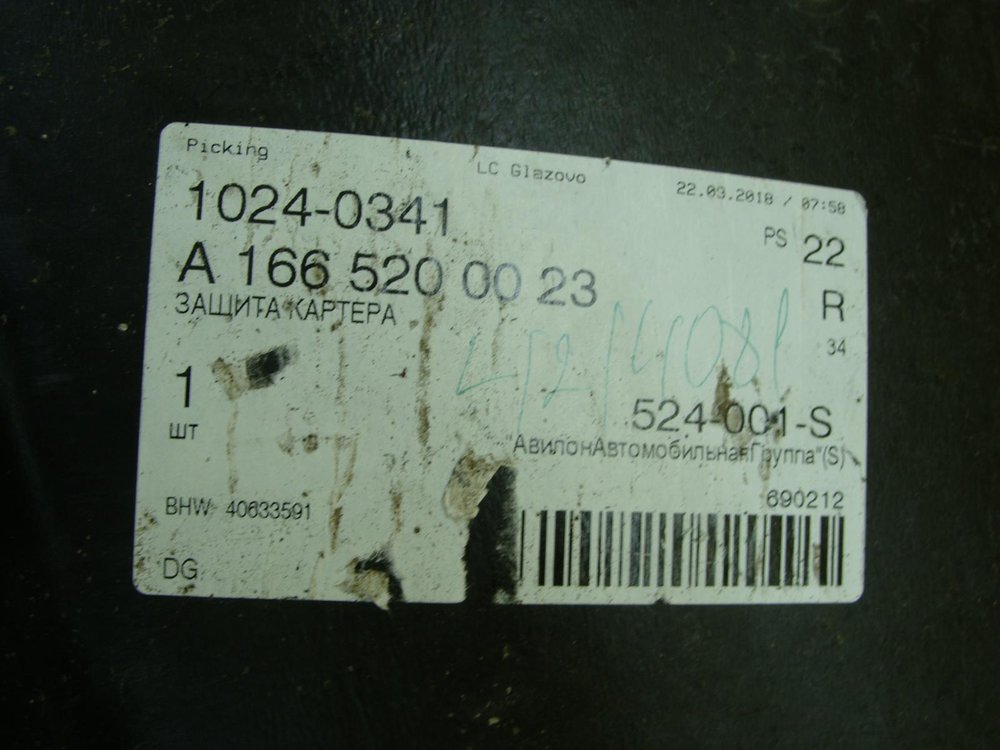 Picking
LC Glazovo
22.03.2018 / 07:58
1024-0341
PS 22
A 166 520 00 23
R
ЗАЩИТА КАРТЕРА
34
1
524-001-S
шт
"АвилонАвтомобильнаяГруппа"(S)
690212
BHW 40633591
DG